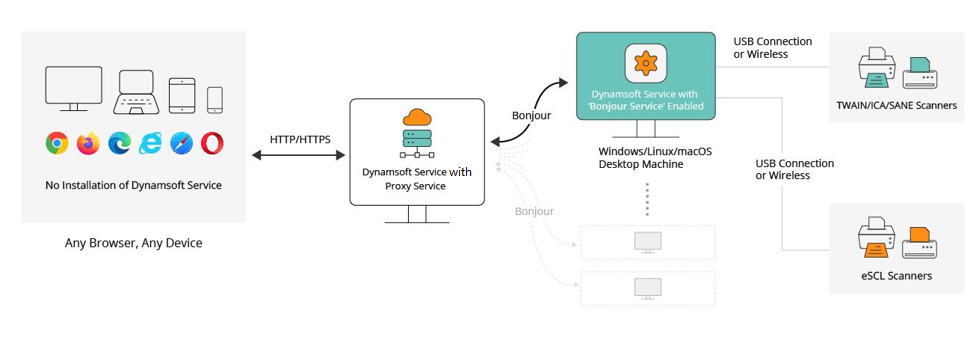 No Installation of Dynamsoft Service
Any Browser, Any Device
HTTP/HTTPS
Dynamsoft Service with
Proxy Service
Bonjour
Bonjour
Dynamsoft Service with
'Bonjour Service' Enabled
Windows/Linux/macOS
Desktop Machine
USB Connection
or Wireless
TWAIN/ICA/SANE Scanners
USB Connection
or Wireless
eSCL Scanners